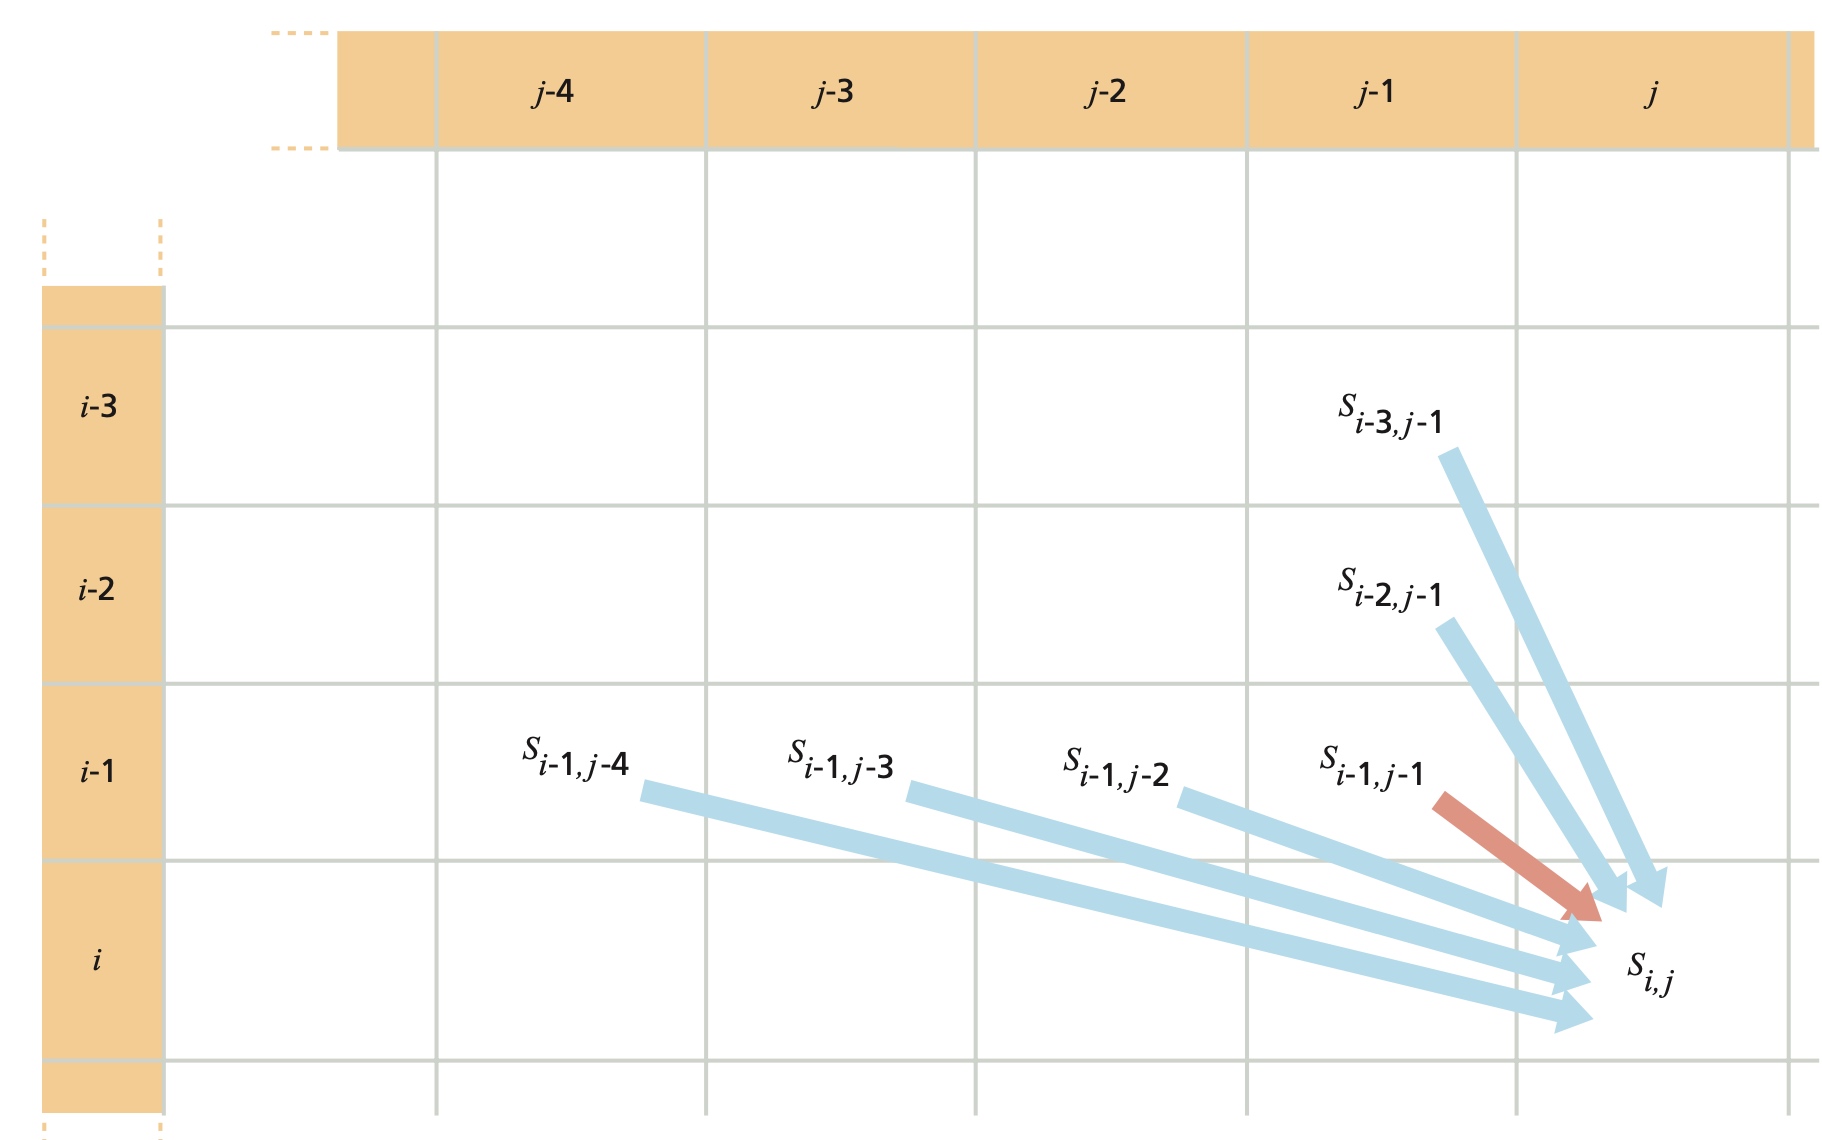 j-4 j-3 j-2 j-1 j
i-3 S_{i-3,j-1}
i-2 S_{i-2,j-1}
i-1 S_{i-1,j-4} S_{i-1,j-3} S_{i-1,j-2} S_{i-1,j-1}
i S_{i,j}